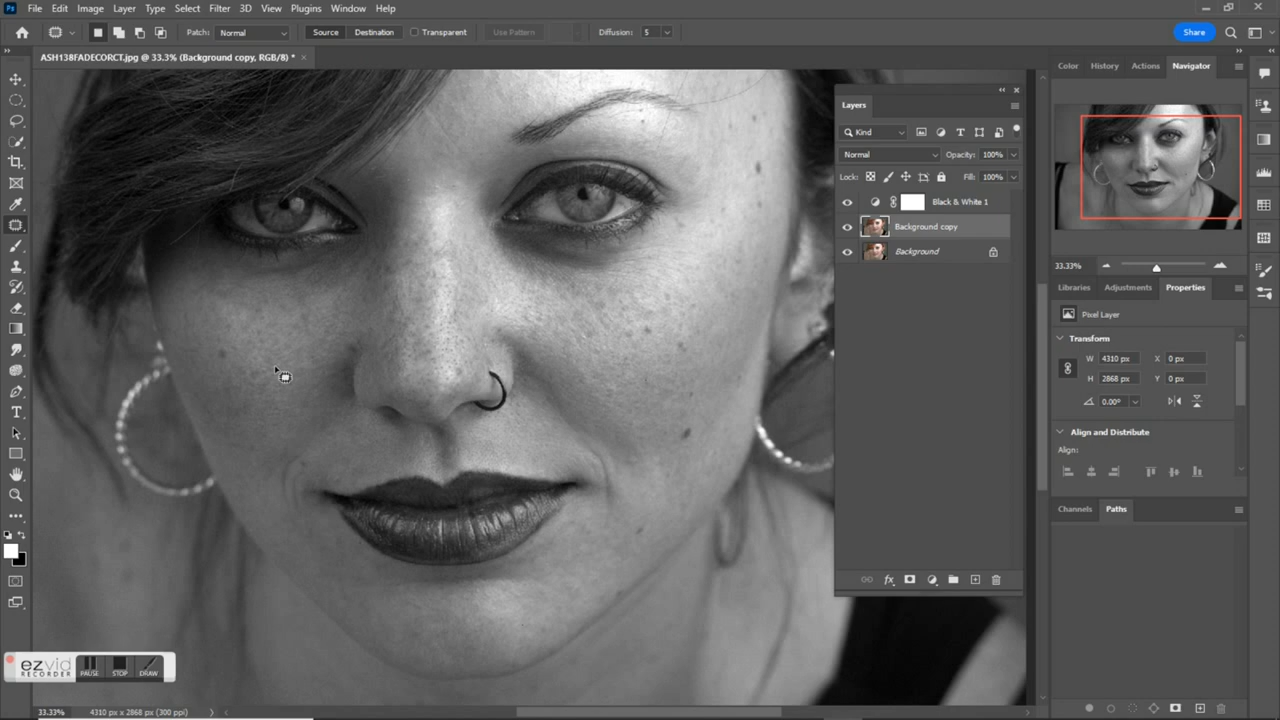 Ps File Edit Image Layer Type Select Filter 3D View Plugins Window Help
Patch: Normal Source Destination Transparent Use Pattern Diffusion: 5 Share
ASH138FADECORCT.jpg @ 33.3% (Background copy, RGB/8) *
Layers
Kind
Normal Opacity: 100%
Lock: Fill: 100%
Black & White 1
Background copy
Background
fx
Color History Actions Navigator
33.33%
Libraries Adjustments Properties
Pixel Layer
Transform
W 4310 px X 0 px
H 2868 px Y 0 px
0.00°
Align and Distribute
Align:
Channels Paths
ezvid
RECORDER
PAUSE STOP DRAW
33.33% 4310 px x 2868 px (300 ppi)